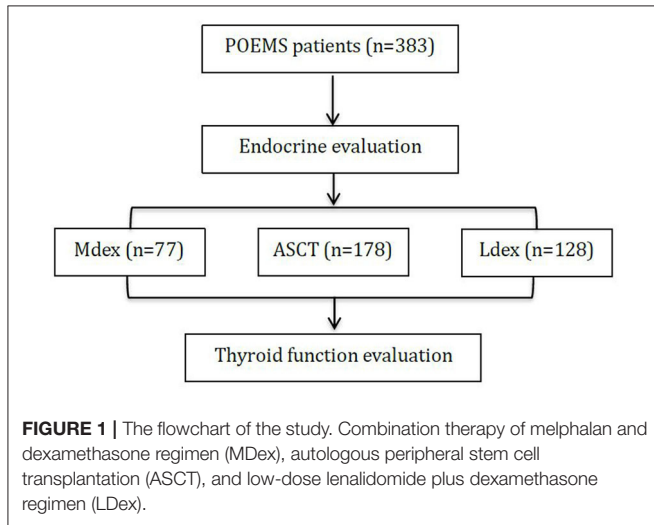 POEMS patients (n=383)
Endocrine evaluation
Mdex (n=77)
ASCT (n=178)
Ldex (n=128)
Thyroid function evaluation
FIGURE 1 | The flowchart of the study. Combination therapy of melphalan and
dexamethasone regimen (MDex), autologous peripheral stem cell
transplantation (ASCT), and low-dose lenalidomide plus dexamethasone
regimen (LDex).